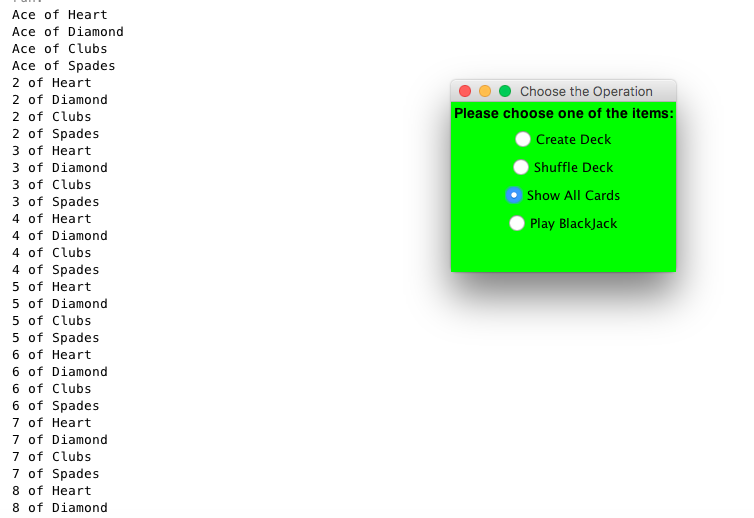 Ace of Heart
Ace of Diamond
Ace of Clubs
Ace of Spades
2 of Heart
2 of Diamond
2 of Clubs
2 of Spades
3 of Heart
3 of Diamond
3 of Clubs
3 of Spades
4 of Heart
4 of Diamond
4 of Clubs
4 of Spades
5 of Heart
5 of Diamond
5 of Clubs
5 of Spades
6 of Heart
6 of Diamond
6 of Clubs
6 of Spades
7 of Heart
7 of Diamond
7 of Clubs
7 of Spades
8 of Heart
8 of Diamond
Choose the Operation
Please choose one of the items:
Create Deck
Shuffle Deck
Show All Cards
Play BlackJack